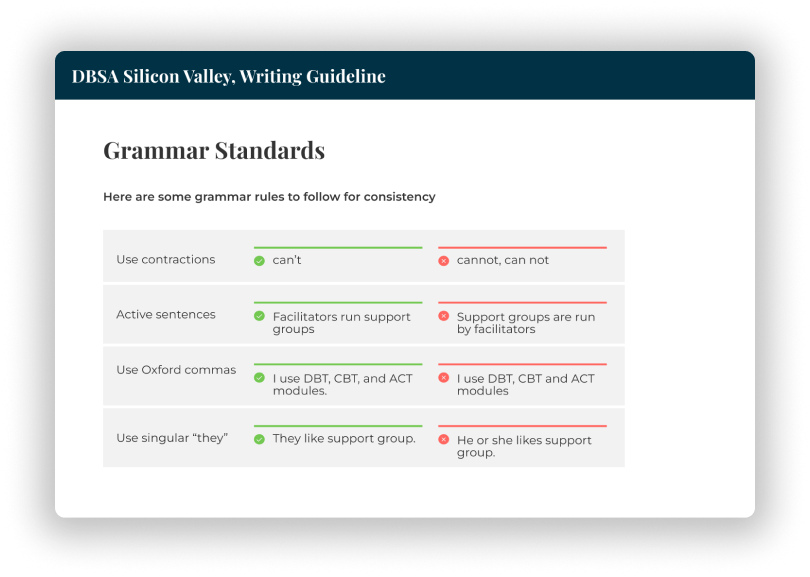 DBSA Silicon Valley, Writing Guideline
Grammar Standards
Here are some grammar rules to follow for consistency
Use contractions
can't
cannot, can not
Active sentences
Facilitators run support
groups
Support groups are run
by facilitators
Use Oxford commas
I use DBT, CBT, and ACT
modules.
I use DBT, CBT and ACT
modules
Use singular “they”
They like support group.
He or she likes support
group.